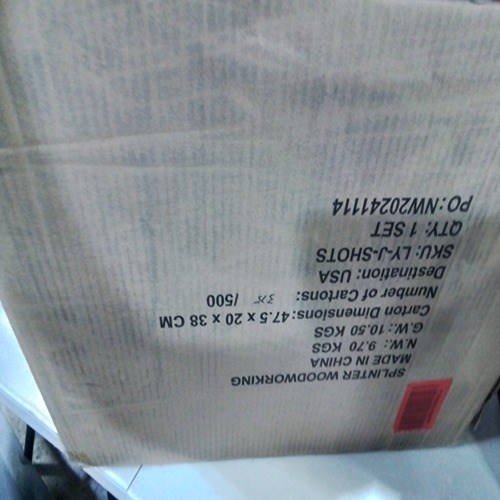 PO:NW20241114
QTY: 1 SET
SKU: LY-J-SHOTS
Destination: USA
Number of Cartons: /500
Carton Dimensions:47.5 x 20 x 38 CM
G.W.: 10.50 KGS
N.W.: 9.70 KGS
MADE IN CHINA
SPLINTER WOODWORKING